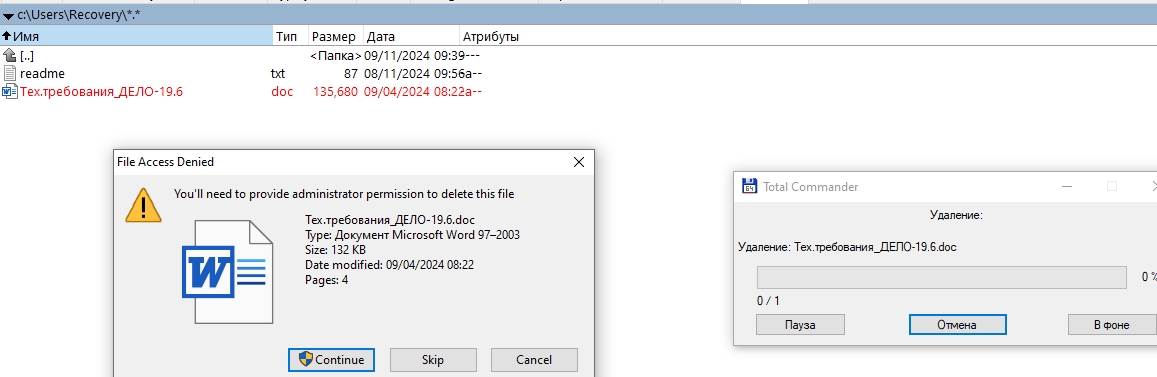 c:\Users\Recovery\*.*
Имя Тип Размер Дата Атрибуты
[..] <Папка> 09/11/2024 09:39 ----
readme txt 87 08/11/2024 09:56 a--
Тех.требования_ДЕЛО-19.6 doc 135,680 09/04/2024 08:22 a--
File Access Denied
You'll need to provide administrator permission to delete this file
Тех.требования_ДЕЛО-19.6.doc
Type: Документ Microsoft Word 97–2003
Size: 132 KB
Date modified: 09/04/2024 08:22
Pages: 4
Continue Skip Cancel
Total Commander
Удаление:
Удаление: Тех.требования_ДЕЛО-19.6.doc
0 %
0 / 1
Пауза Отмена В фоне